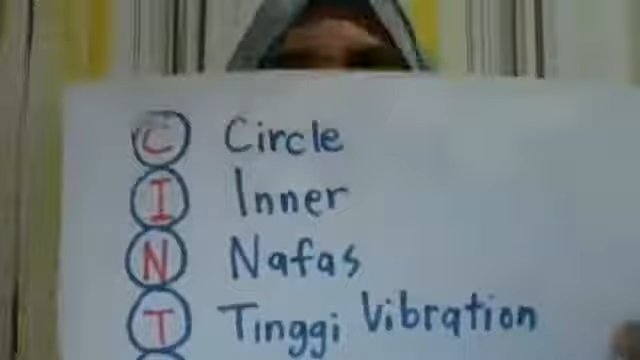 C Circle
I Inner
N Nafas
T Tinggi Vibration